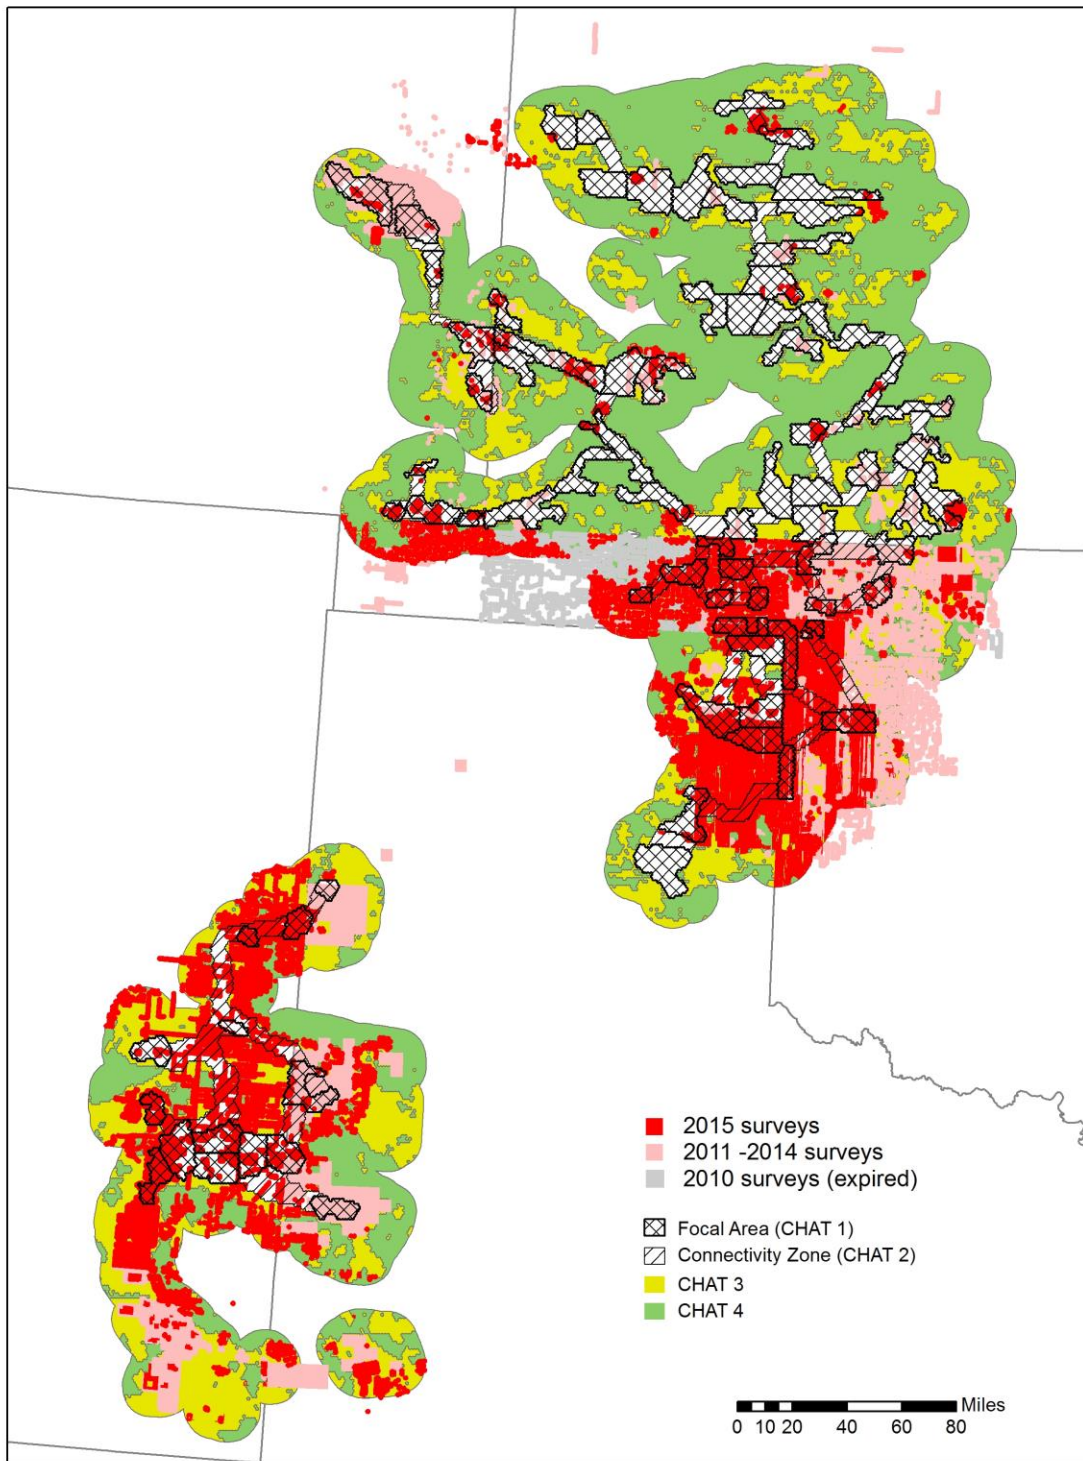 2015 surveys
2011 -2014 surveys
2010 surveys (expired)
Focal Area (CHAT 1)
Connectivity Zone (CHAT 2)
CHAT 3
CHAT 4
Miles
0 10 20 40 60 80